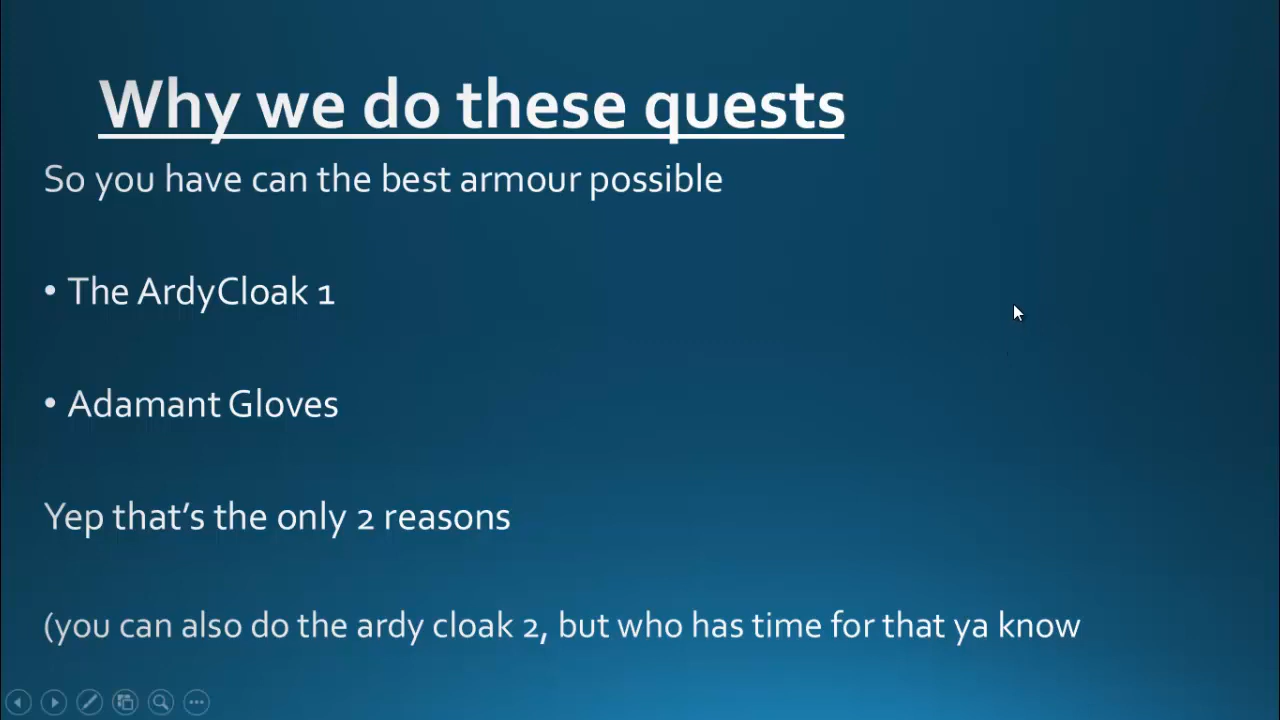 Why we do these quests
So you have can the best armour possible
• The ArdyCloak 1
• Adamant Gloves
Yep that’s the only 2 reasons
(you can also do the ardy cloak 2, but who has time for that ya know